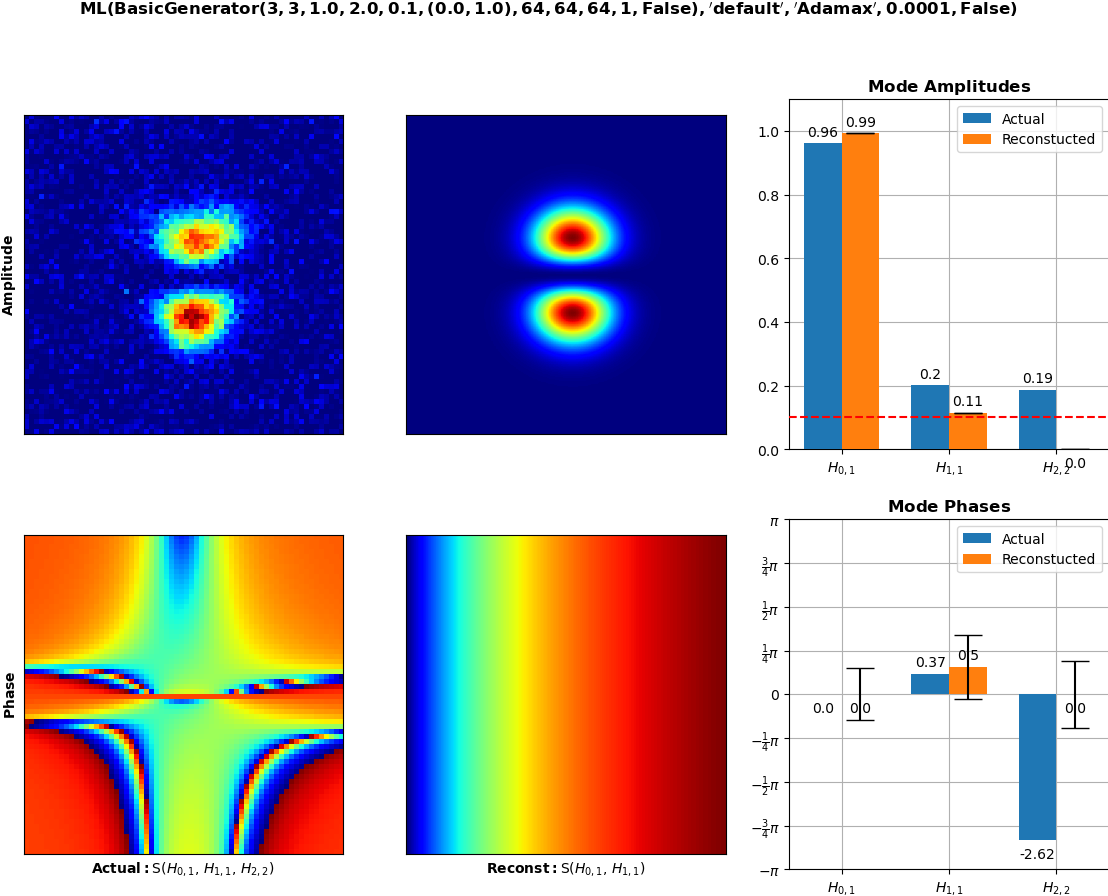 ML(BasicGenerator(3, 3, 1.0, 2.0, 0.1, (0.0, 1.0), 64, 64, 64, 1, False), 'default', 'Adamax', 0.0001, False)
Mode Amplitudes
Amplitude
Actual
Reconstucted
1.0
0.8
0.6
0.4
0.2
0.0
0.96
0.99
0.2
0.11
0.19
0.0
H0,1
H1,1
H2,2
Mode Phases
Phase
Actual
Reconstucted
π
3/4π
1/2π
1/4π
0
−1/4π
−1/2π
−3/4π
−π
0.0
0.0
0.37
0.5
-2.62
0.0
H0,1
H1,1
H2,2
Actual: S(H0,1, H1,1, H2,2)
Reconst: S(H0,1, H1,1)